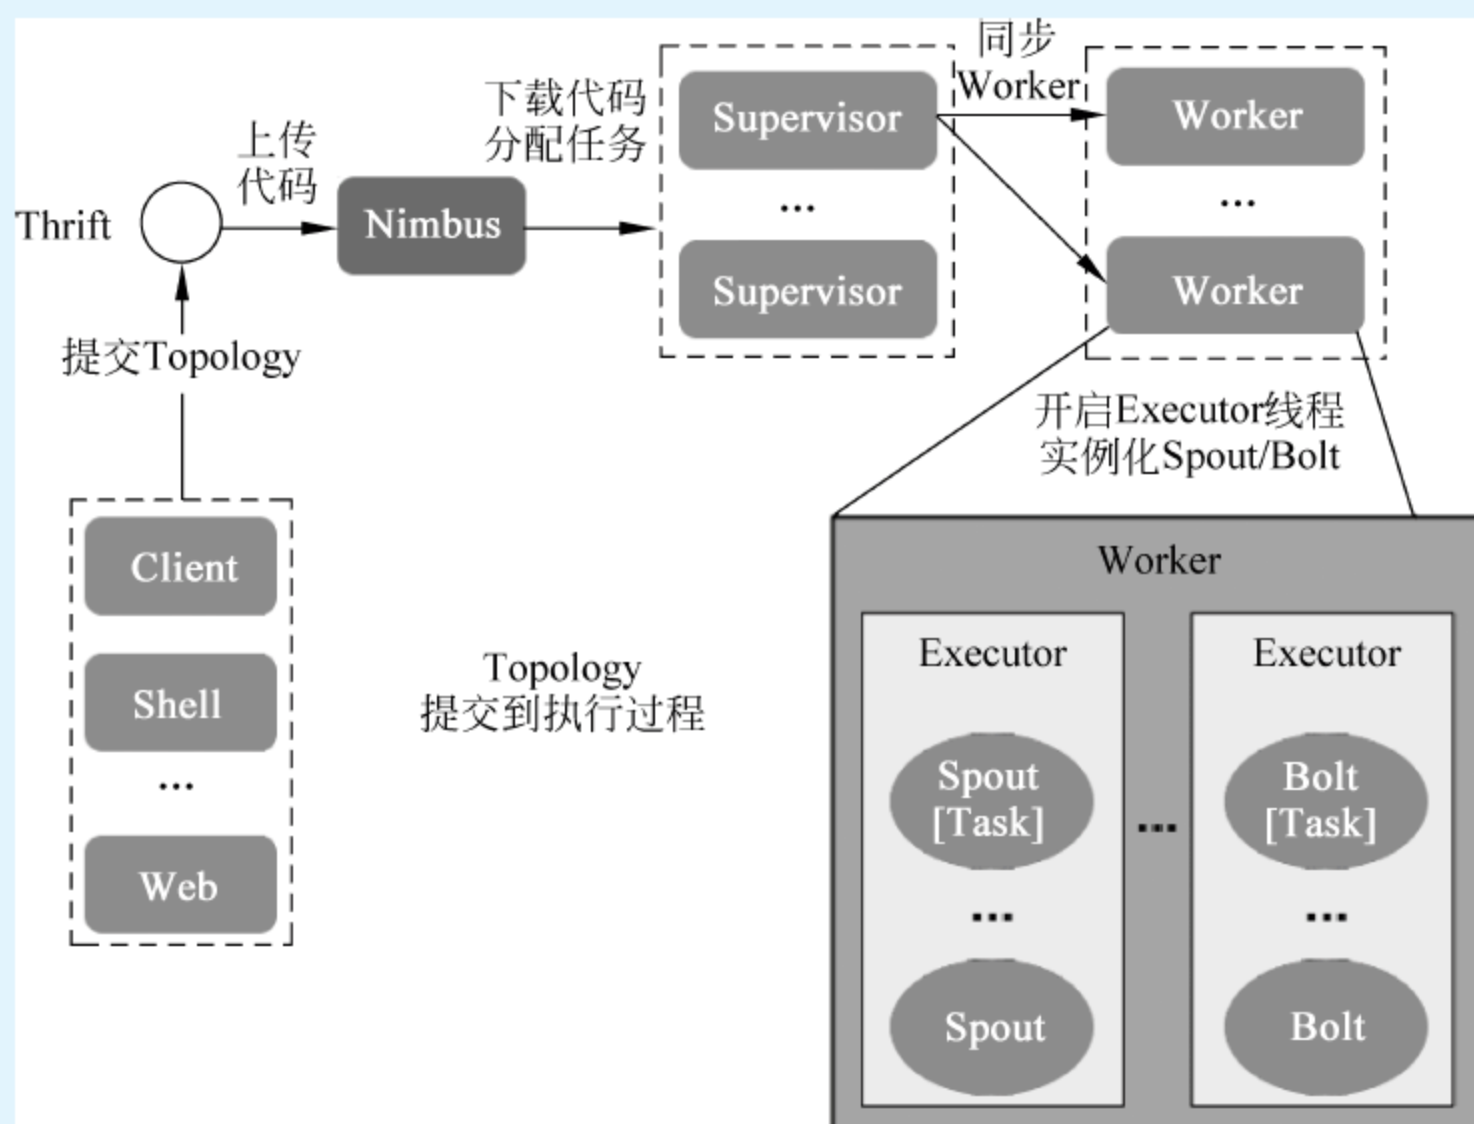 同步
Worker
下载代码
分配任务
上传
代码
Thrift
Nimbus
Supervisor
...
Supervisor
Worker
...
Worker
提交Topology
开启Executor线程
实例化Spout/Bolt
Client
Shell
...
Web
Topology
提交到执行过程
Worker
Executor
Spout
[Task]
...
Spout
...
Executor
Bolt
[Task]
...
Bolt